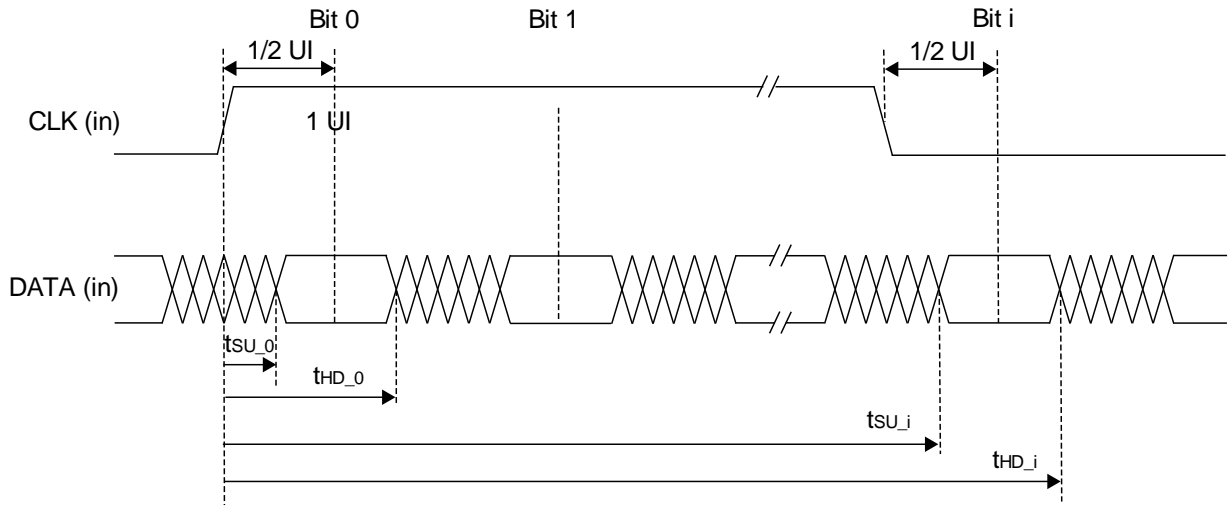 Bit 0 Bit 1 Bit i
1/2 UI 1/2 UI
CLK (in) 1 UI
DATA (in)
tSU_0
tHD_0
tSU_i
tHD_i